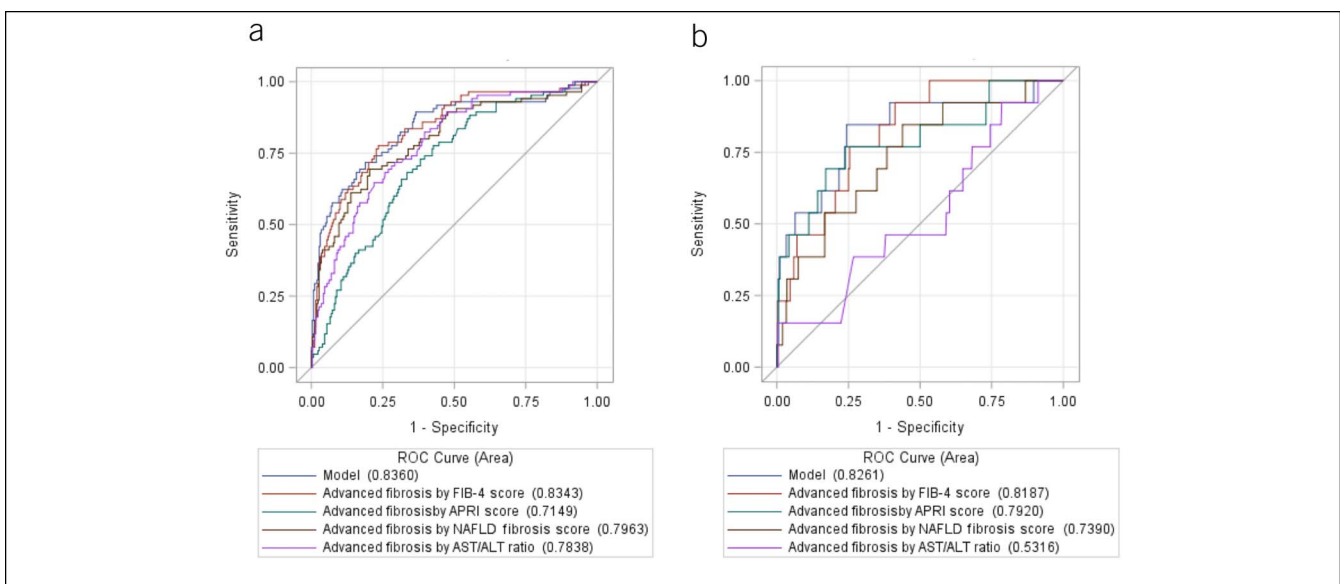 a
1.00
0.75
0.50
0.25
0.00
Sensitivity
0.00 0.25 0.50 0.75 1.00
1 - Specificity
ROC Curve (Area)
Model (0.8360)
Advanced fibrosis by FIB-4 score (0.8343)
Advanced fibrosisby APRI score (0.7149)
Advanced fibrosis by NAFLD fibrosis score (0.7963)
Advanced fibrosis by AST/ALT ratio (0.7838)
b
1.00
0.75
0.50
0.25
0.00
Sensitivity
0.00 0.25 0.50 0.75 1.00
1 - Specificity
ROC Curve (Area)
Model (0.8261)
Advanced fibrosis by FIB-4 score (0.8187)
Advanced fibrosis by APRI score (0.7920)
Advanced fibrosis by NAFLD fibrosis score (0.7390)
Advanced fibrosis by AST/ALT ratio (0.5316)